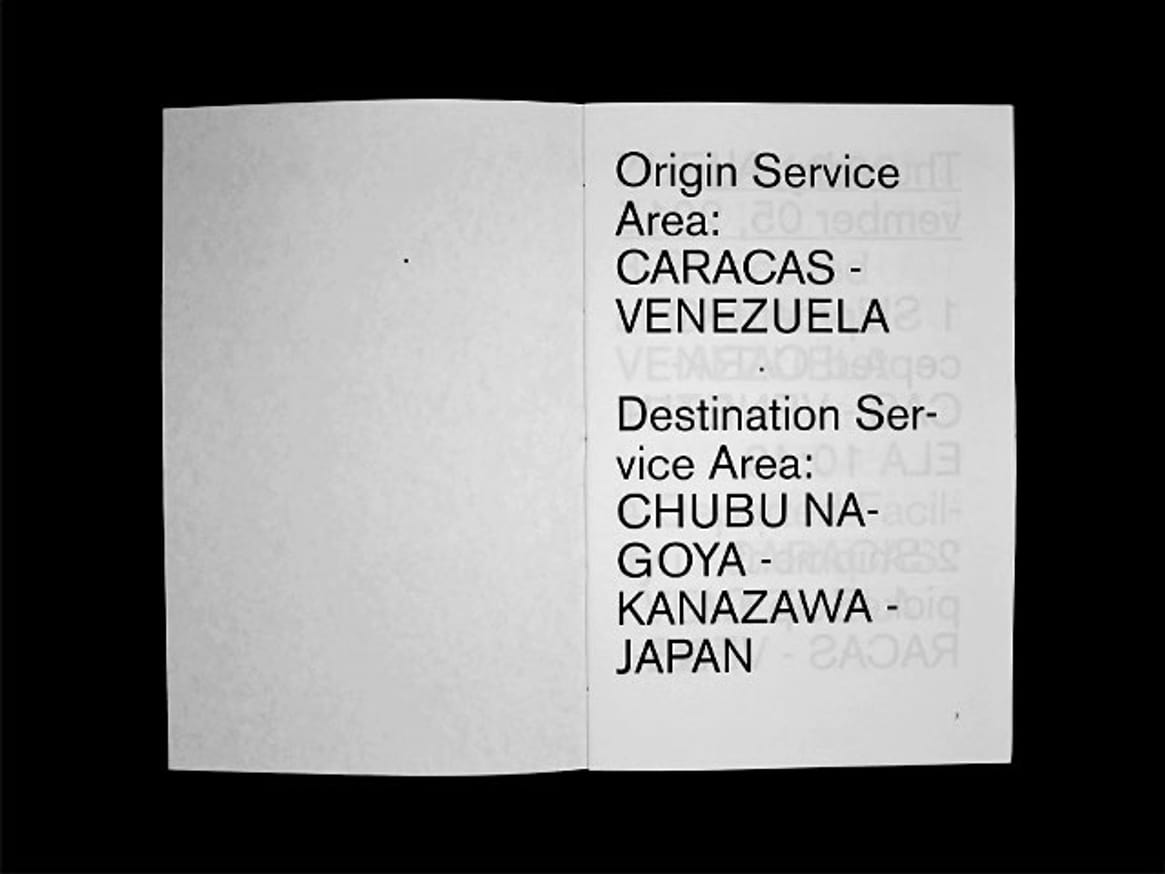 Origin Service
Area:
CARACAS -
VENEZUELA
Destination Ser-
vice Area:
CHUBU NA-
GOYA -
KANAZAWA -
JAPAN